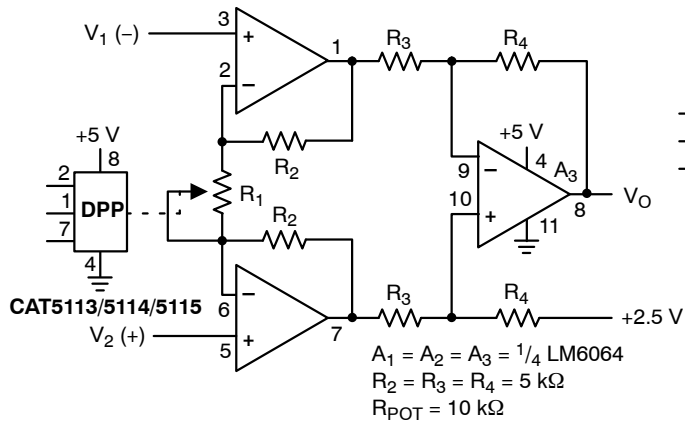 V1 (–)
3
+
1
R3
R4
2
–
+5 V
8
R2
+5 V
4
A3
2
1
DPP
7
R1
9
–
10
+
8
VO
11
R2
4
CAT5113/5114/5115
–
6
R3
R4
+2.5 V
7
V2 (+)
5
+
A1 = A2 = A3 = 1/4 LM6064
R2 = R3 = R4 = 5 kΩ
RPOT = 10 kΩ